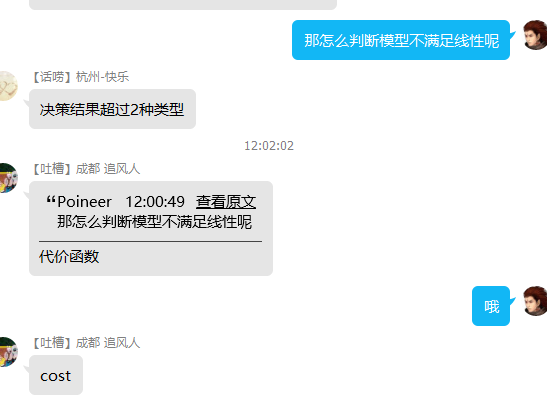 那怎么判断模型不满足线性呢
【话唠】杭州-快乐
决策结果超过2种类型
12:02:02
【吐槽】成都 追风人
“Poineer 12:00:49 查看原文
那怎么判断模型不满足线性呢
代价函数
哦
【吐槽】成都 追风人
cost